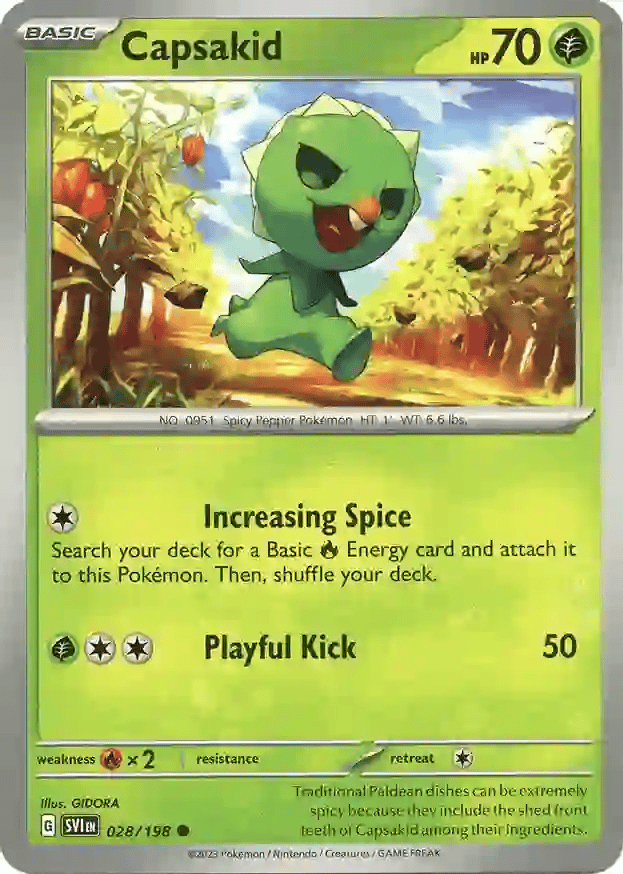 BASIC
Capsakid
HP 70
NO. 0951 Spicy Pepper Pokémon HT: 1' WT: 6.6 lbs.
Increasing Spice
Search your deck for a Basic Energy card and attach it
to this Pokémon. Then, shuffle your deck.
Playful Kick 50
weakness ×2 resistance retreat
Illus. GIDORA
Traditional Paldean dishes can be extremely
spicy because they include the shed front
teeth of Capsakid among their ingredients.
G SVI EN 028/198
©2023 Pokémon / Nintendo / Creatures / GAME FREAK